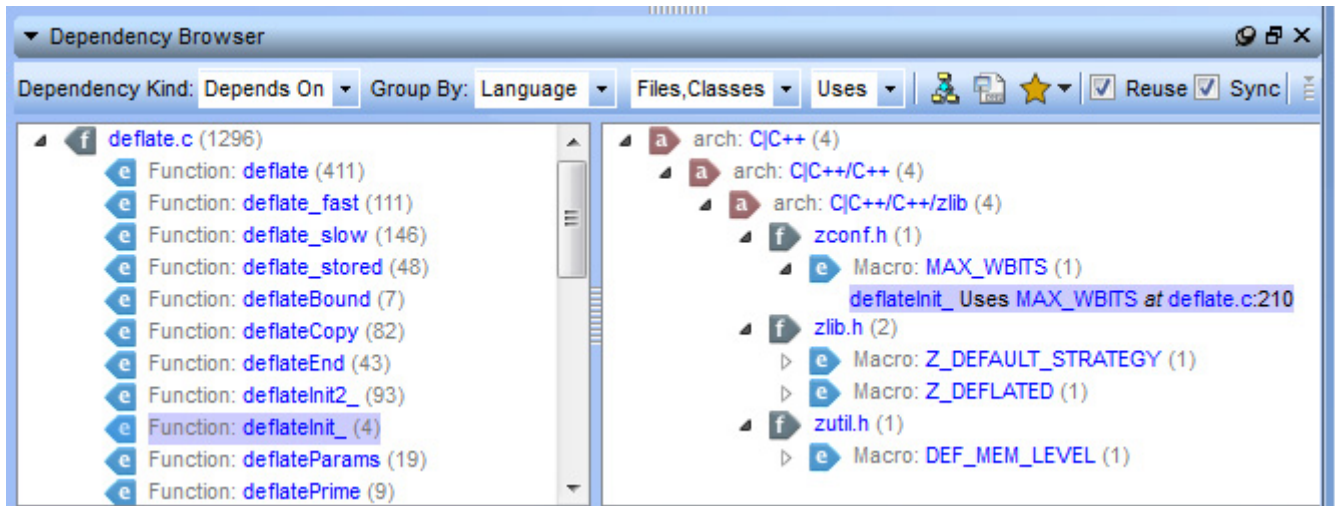 Dependency Browser
Dependency Kind: Depends On Group By: Language Files,Classes Uses Reuse Sync
f deflate.c (1296)
e Function: deflate (411)
e Function: deflate_fast (111)
e Function: deflate_slow (146)
e Function: deflate_stored (48)
e Function: deflateBound (7)
e Function: deflateCopy (82)
e Function: deflateEnd (43)
e Function: deflateInit2_ (93)
e Function: deflateInit_ (4)
e Function: deflateParams (19)
e Function: deflatePrime (9)
a arch: C|C++ (4)
a arch: C|C++/C++ (4)
a arch: C|C++/C++/zlib (4)
f zconf.h (1)
e Macro: MAX_WBITS (1)
deflateInit_ Uses MAX_WBITS at deflate.c:210
f zlib.h (2)
e Macro: Z_DEFAULT_STRATEGY (1)
e Macro: Z_DEFLATED (1)
f zutil.h (1)
e Macro: DEF_MEM_LEVEL (1)